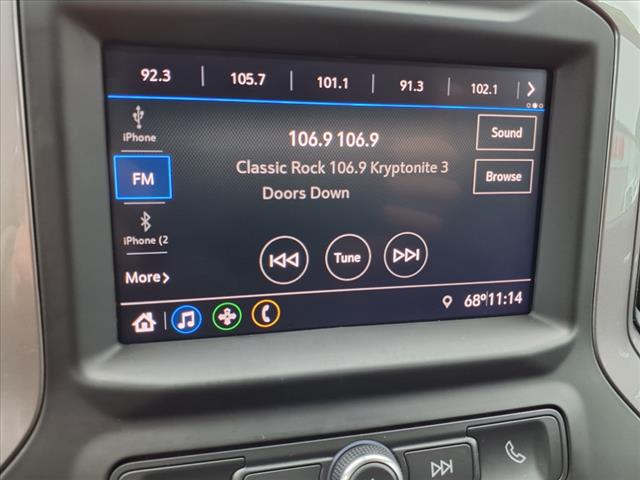 92.3 105.7 101.1 91.3 102.1
iPhone
106.9 106.9
Sound
FM
Classic Rock 106.9 Kryptonite 3
Doors Down
Browse
iPhone (2
Tune
More
68° 11:14